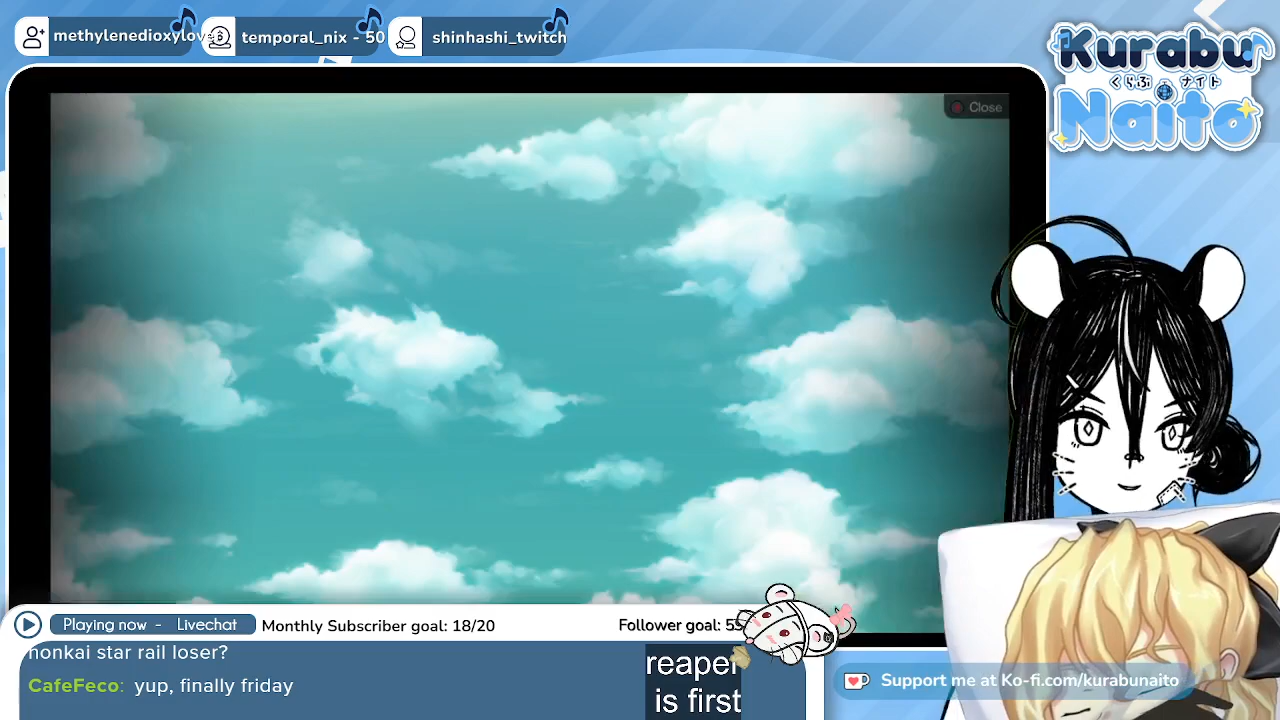 methylenedioxylove
temporal_nix - 50
shinhashi_twitch
Kurabu
くらぶ ナイト
Naito
Close
Playing now - Livechat
Monthly Subscriber goal: 18/20
Follower goal:
honkai star rail loser?
CafeFeco: yup, finally friday
reaper
is first
Support me at Ko-fi.com/kurabunaito